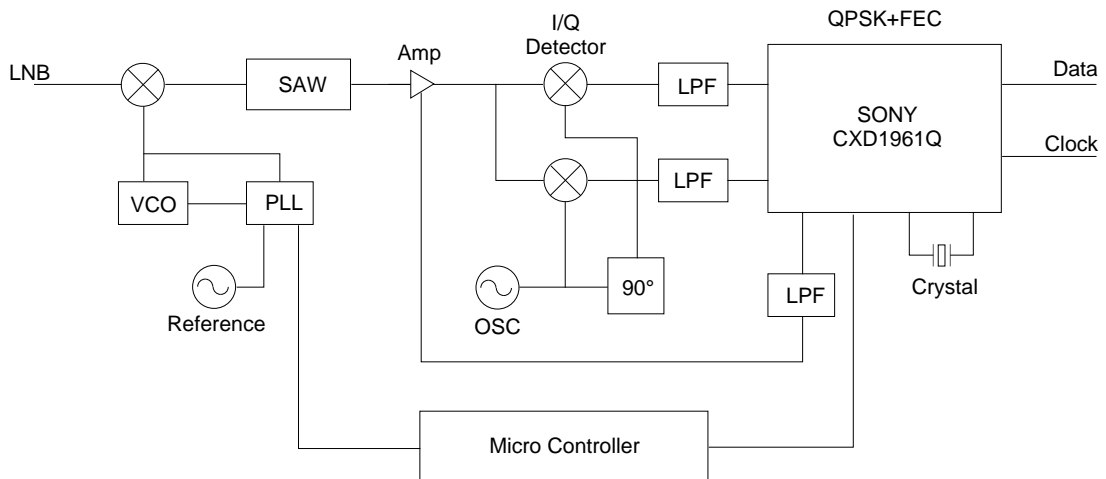 QPSK+FEC
I/Q
Detector
Amp
LNB
SAW
LPF
SONY
CXD1961Q
Data
Clock
LPF
VCO
PLL
90°
LPF
Crystal
Reference
OSC
Micro Controller